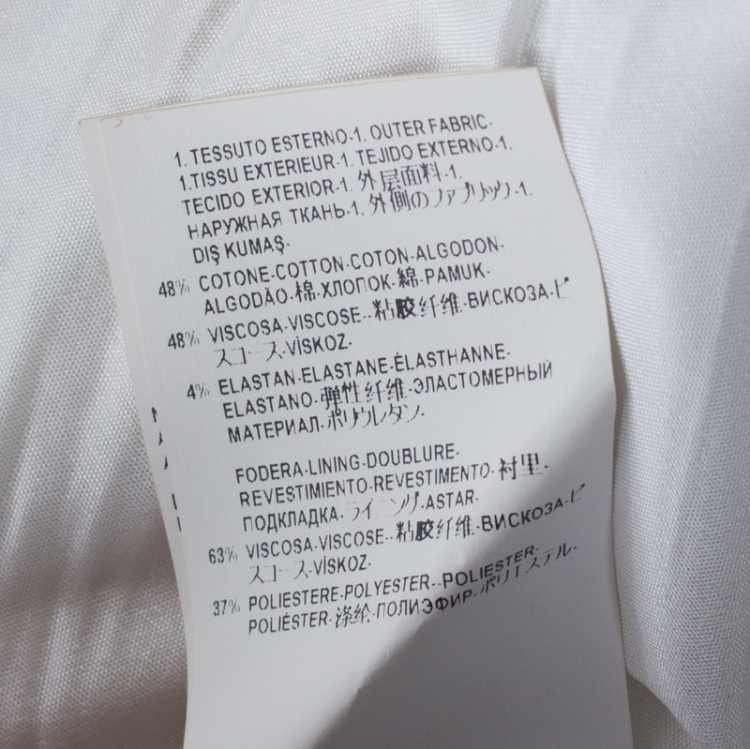 1. TESSUTO ESTERNO-1. OUTER FABRIC-
1.TISSU EXTERIEUR-1. TEJIDO EXTERNO-1.
TECIDO EXTERIOR-1. 外层面料-1.
НАРУЖНАЯ ТКАНЬ-1. 外側のファブリック-1.
DIŞ KUMAŞ-
48% COTONE-COTTON-COTON-ALGODON-
ALGODÃO-棉-ХЛОПОК-綿-PAMUK-
48% VISCOSA-VISCOSE--粘胶纤维-ВИСКОЗА-ビ
スコース-VİSKOZ-
4% ELASTAN-ELASTANE-ÉLASTHANNE-
ELASTANO-弹性纤维-ЭЛАСТОМЕРНЫЙ
МАТЕРИАЛ-ポリウレタン-
FODERA-LINING-DOUBLURE-
REVESTIMIENTO-REVESTIMENTO-衬里-
ПОДКЛАДКА-ライニング-ASTAR-
63% VISCOSA-VISCOSE--粘胶纤维-ВИСКОЗА-ビ
スコース-VİSKOZ-
37% POLIESTERE-POLYESTER--POLIESTER-
POLIÉSTER-涤纶-ПОЛИЭФИР-ポリエステル-